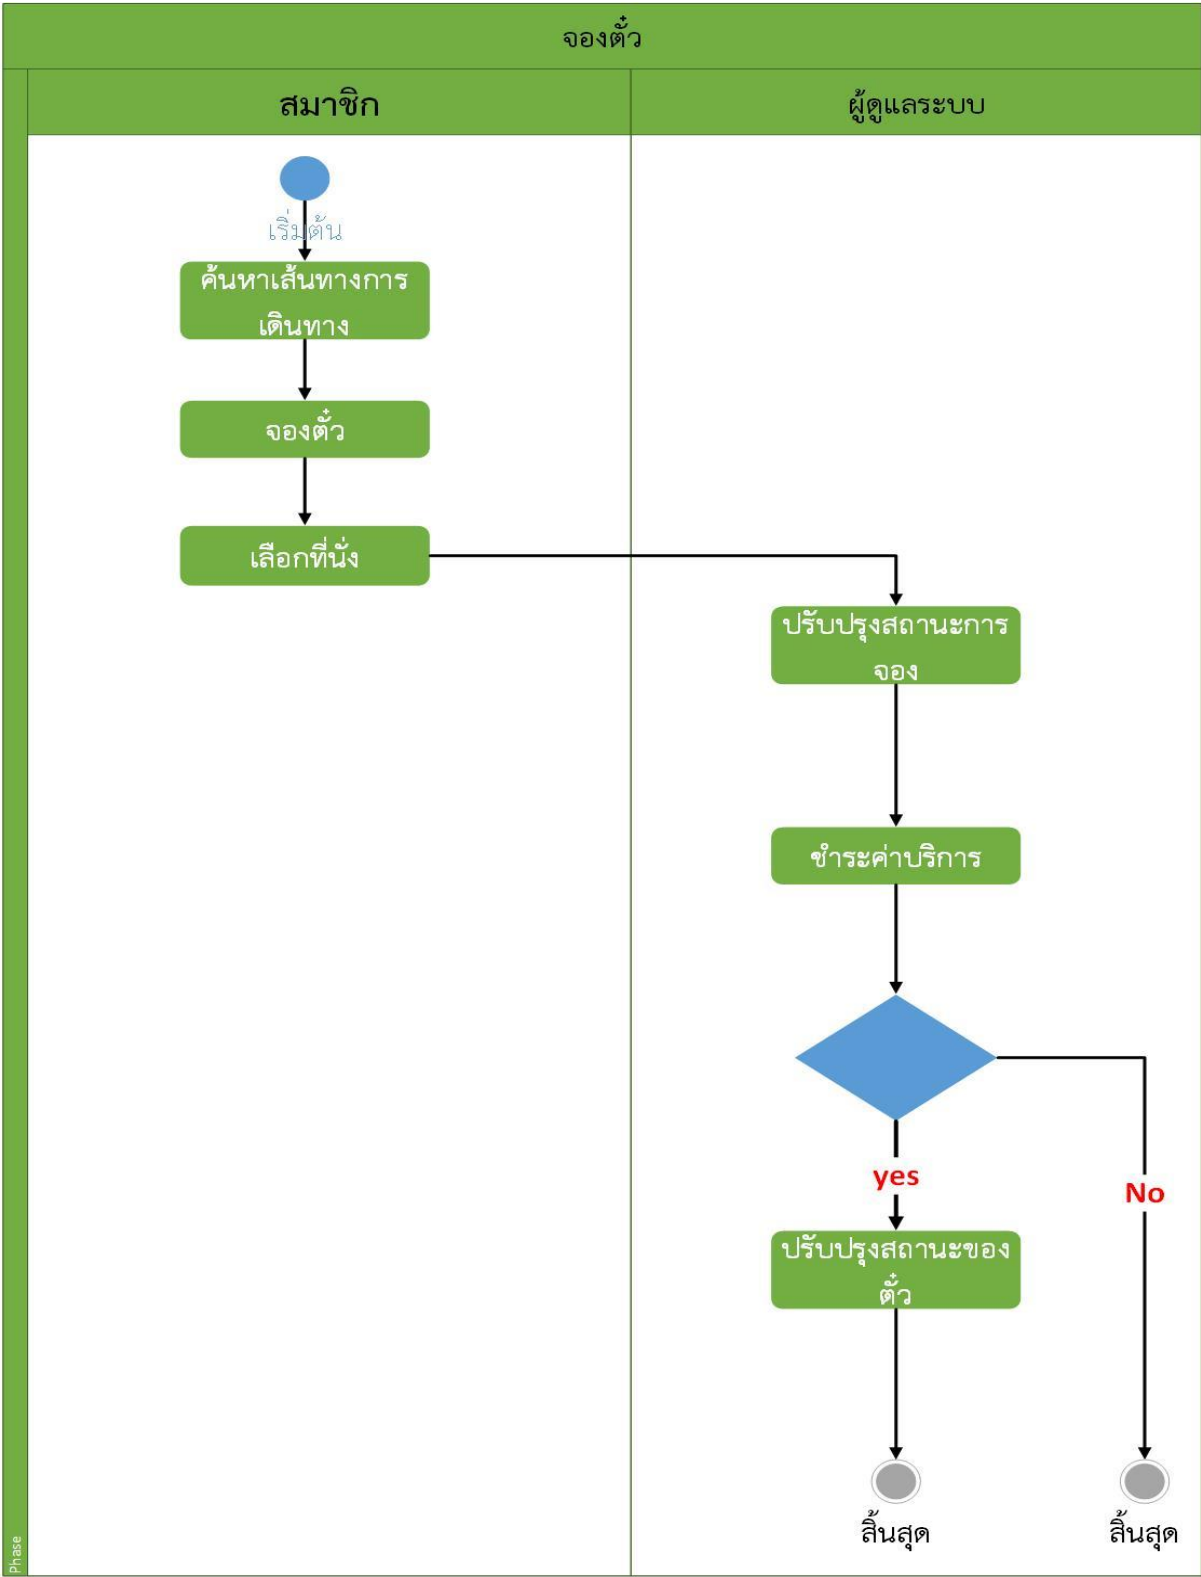 จองตั๋ว
สมาชิก
ผู้ดูแลระบบ
เริ่มต้น
ค้นหาเส้นทางการ
เดินทาง
จองตั๋ว
เลือกที่นั่ง
ปรับปรุงสถานะการ
จอง
ชำระค่าบริการ
yes
No
ปรับปรุงสถานะของ
ตั๋ว
สิ้นสุด
สิ้นสุด
Phase